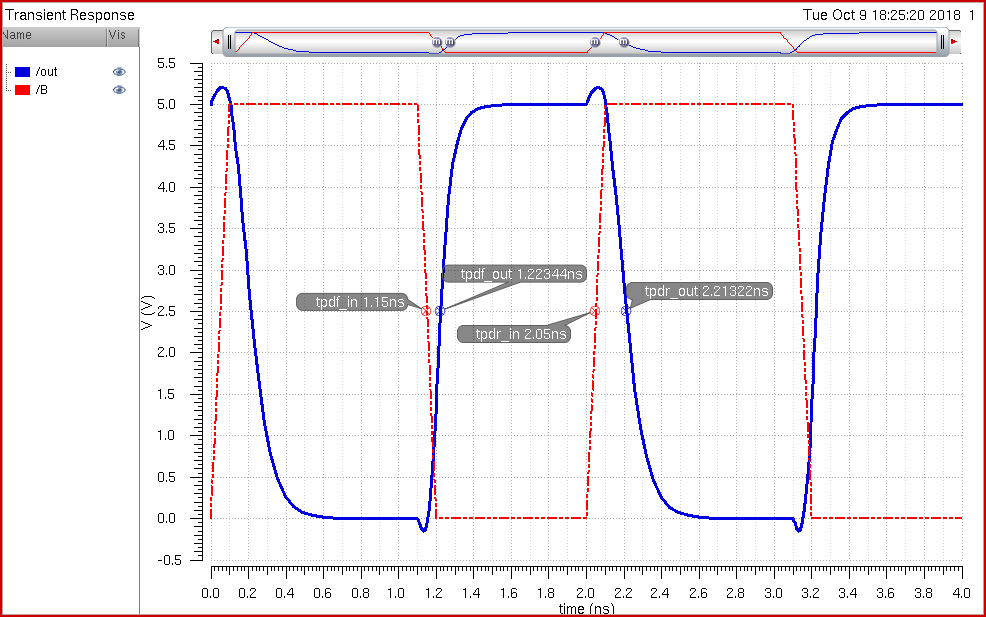 Transient Response
Tue Oct 9 18:25:20 2018 1
Name Vis
/out
/B
5.5
5.0
4.5
4.0
3.5
3.0
2.5
2.0
1.5
1.0
0.5
0.0
-0.5
V (V)
tpdf_out 1.22344ns
tpdf_in 1.15ns
tpdr_out 2.21322ns
tpdr_in 2.05ns
0.0 0.2 0.4 0.6 0.8 1.0 1.2 1.4 1.6 1.8 2.0 2.2 2.4 2.6 2.8 3.0 3.2 3.4 3.6 3.8 4.0
time (ns)